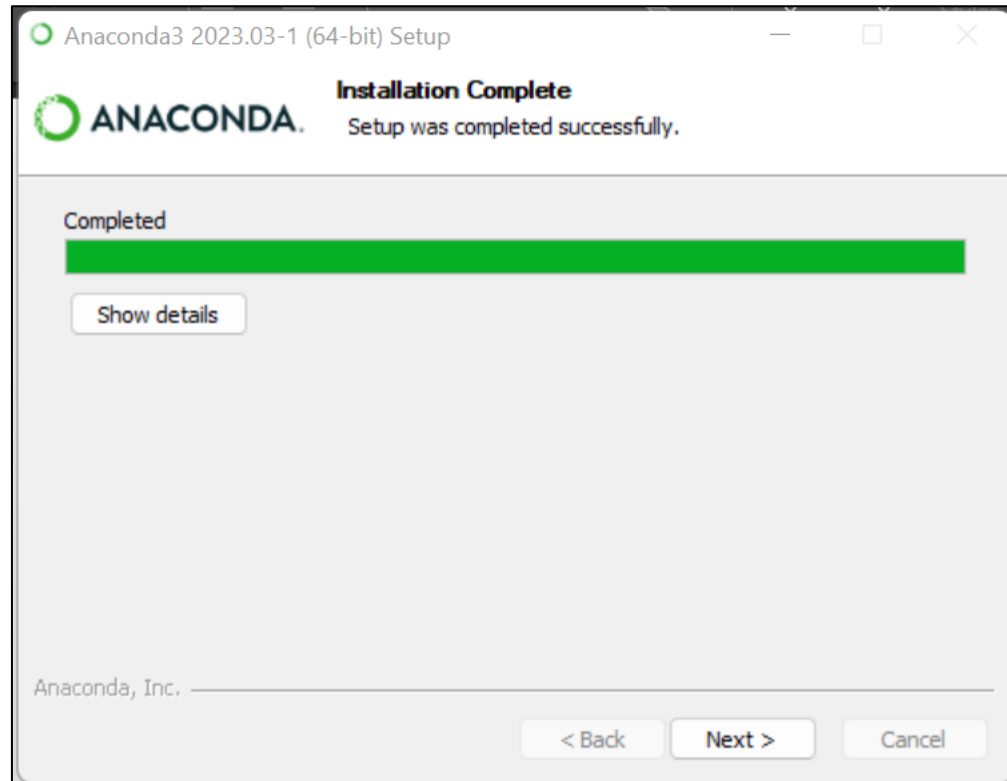 Anaconda3 2023.03-1 (64-bit) Setup
ANACONDA.
Installation Complete
Setup was completed successfully.
Completed
Show details
Anaconda, Inc.
< Back
Next >
Cancel